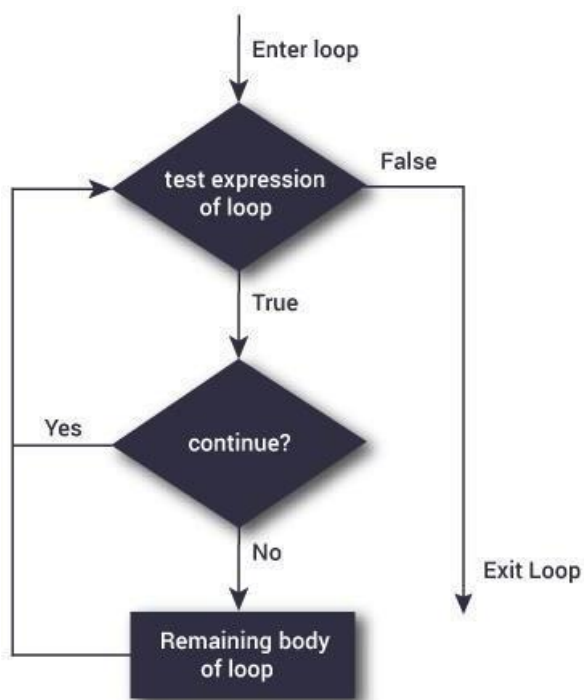 Enter loop
test expression
of loop
False
True
continue?
Yes
No
Exit Loop
Remaining body
of loop